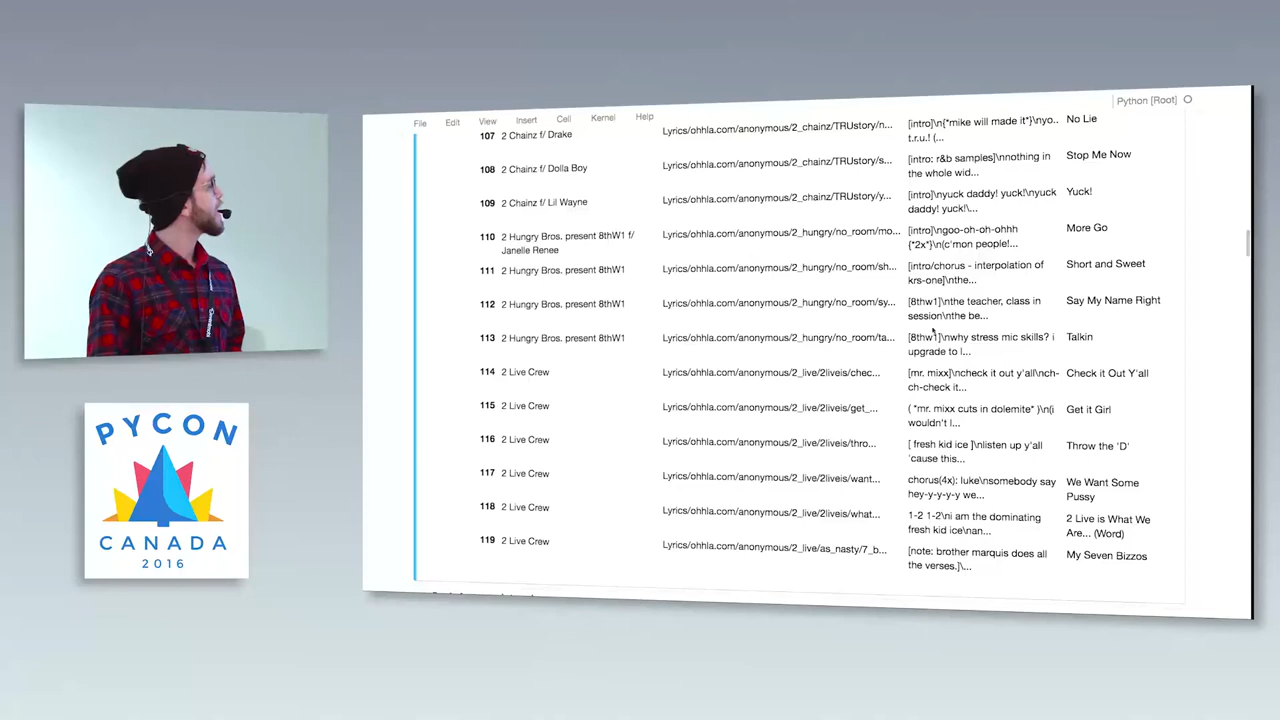 Python [Root]
File Edit View Insert Cell Kernel Help
107 2 Chainz f/ Drake Lyrics/ohhla.com/anonymous/2_chainz/TRUstory/n... [intro]\n{*mike will made it*}\nyo.. No Lie
t.r.u.! (...
108 2 Chainz f/ Dolla Boy Lyrics/ohhla.com/anonymous/2_chainz/TRUstory/s... [intro: r&b samples]\nnothing in Stop Me Now
the whole wid...
109 2 Chainz f/ Lil Wayne Lyrics/ohhla.com/anonymous/2_chainz/TRUstory/y... [intro]\nyuck daddy! yuck!\nyuck Yuck!
daddy! yuck!\...
110 2 Hungry Bros. present 8thW1 f/ Lyrics/ohhla.com/anonymous/2_hungry/no_room/mo... [intro]\ngoo-oh-oh-ohhh More Go
Janelle Renee {*2x*}\n(c'mon people!...
111 2 Hungry Bros. present 8thW1 Lyrics/ohhla.com/anonymous/2_hungry/no_room/sh... [intro/chorus - interpolation of Short and Sweet
krs-one]\nthe...
112 2 Hungry Bros. present 8thW1 Lyrics/ohhla.com/anonymous/2_hungry/no_room/sy... [8thw1]\nthe teacher, class in Say My Name Right
session\nthe be...
113 2 Hungry Bros. present 8thW1 Lyrics/ohhla.com/anonymous/2_hungry/no_room/ta... [8thw1]\nwhy stress mic skills? i Talkin
upgrade to l...
114 2 Live Crew Lyrics/ohhla.com/anonymous/2_live/2liveis/chec... [mr. mixx]\ncheck it out y'all\nch- Check it Out Y'all
ch-check it...
115 2 Live Crew Lyrics/ohhla.com/anonymous/2_live/2liveis/get_... ( *mr. mixx cuts in dolemite* )\n(i Get it Girl
wouldn't l...
116 2 Live Crew Lyrics/ohhla.com/anonymous/2_live/2liveis/thro... [ fresh kid ice ]\nlisten up y'all Throw the 'D'
'cause this...
117 2 Live Crew Lyrics/ohhla.com/anonymous/2_live/2liveis/want... chorus(4x): luke\nsomebody say We Want Some
hey-y-y-y-y we... Pussy
118 2 Live Crew Lyrics/ohhla.com/anonymous/2_live/2liveis/what... 1-2 1-2\ni am the dominating 2 Live is What We
fresh kid ice\nan... Are... (Word)
119 2 Live Crew Lyrics/ohhla.com/anonymous/2_live/as_nasty/7_b... [note: brother marquis does all My Seven Bizzos
the verses.]\...
PYCON
CANADA
2016